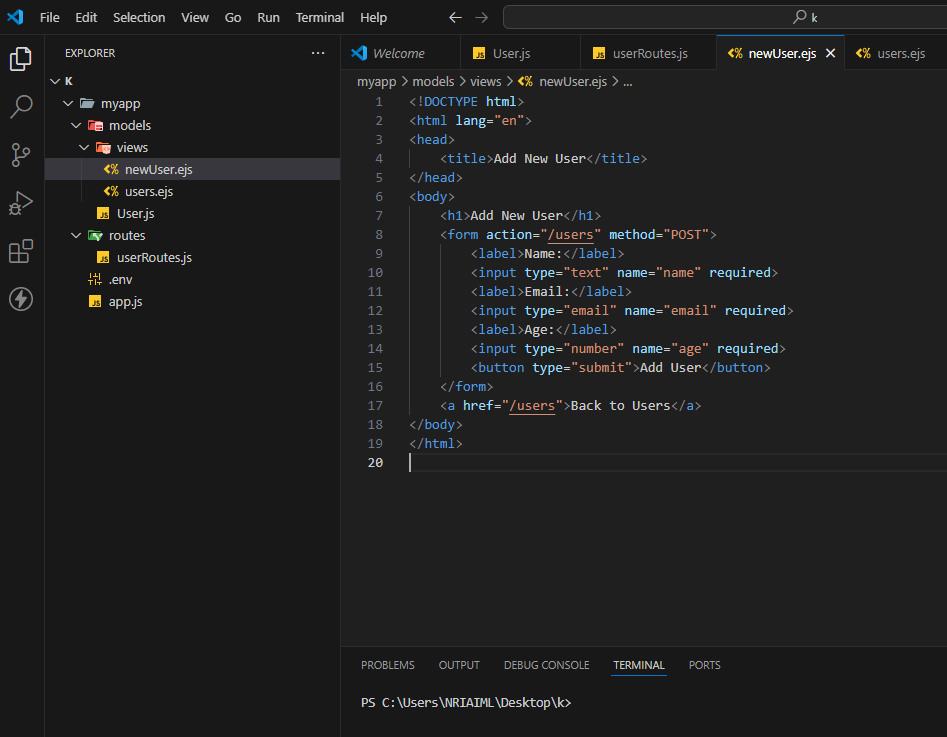 File Edit Selection View Go Run Terminal Help
k
EXPLORER
K
myapp
models
views
newUser.ejs
users.ejs
User.js
routes
userRoutes.js
.env
app.js
Welcome User.js userRoutes.js newUser.ejs users.ejs
myapp > models > views > newUser.ejs > ...
1 <!DOCTYPE html>
2 <html lang="en">
3 <head>
4 <title>Add New User</title>
5 </head>
6 <body>
7 <h1>Add New User</h1>
8 <form action="/users" method="POST">
9 <label>Name:</label>
10 <input type="text" name="name" required>
11 <label>Email:</label>
12 <input type="email" name="email" required>
13 <label>Age:</label>
14 <input type="number" name="age" required>
15 <button type="submit">Add User</button>
16 </form>
17 <a href="/users">Back to Users</a>
18 </body>
19 </html>
20
PROBLEMS OUTPUT DEBUG CONSOLE TERMINAL PORTS
PS C:\Users\NRIAIML\Desktop\k>